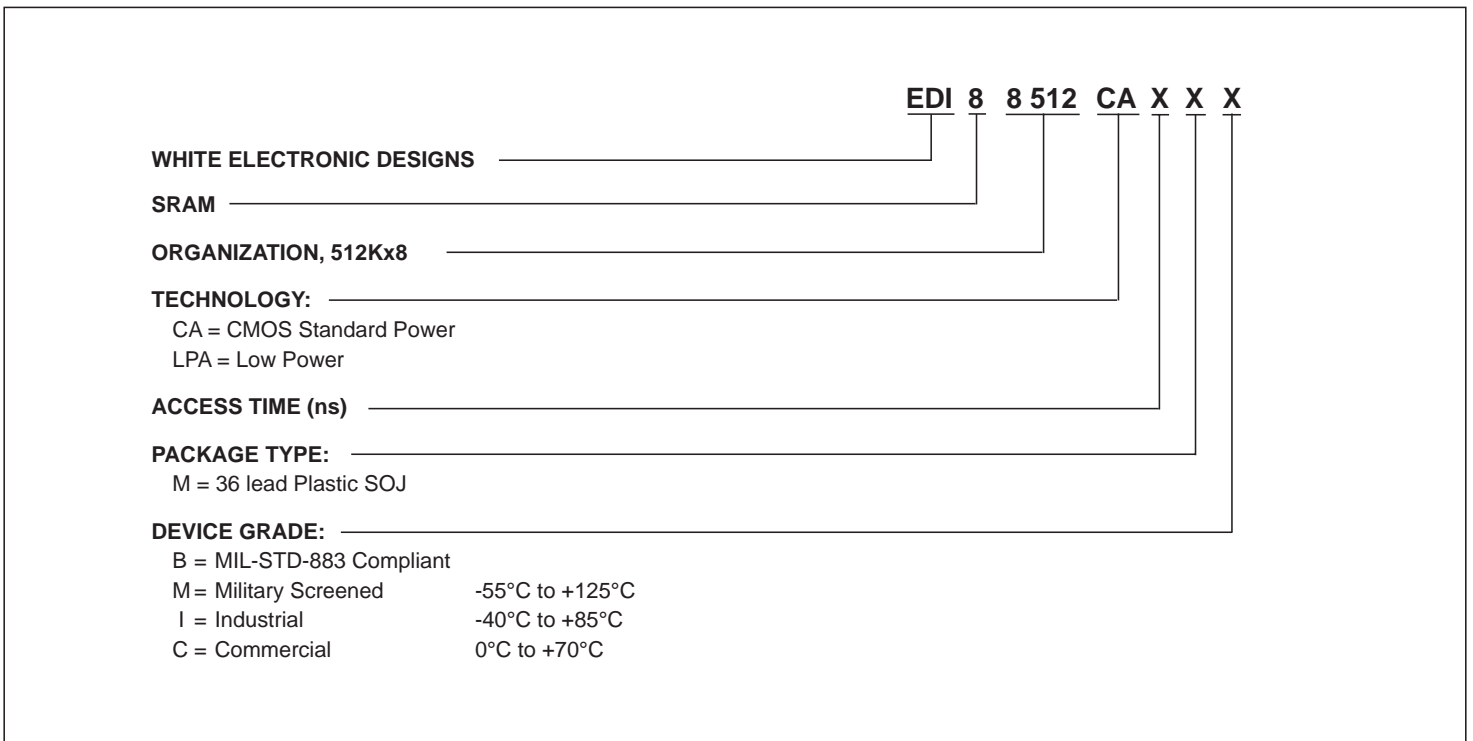 EDI 8 8 512 CA X X X
WHITE ELECTRONIC DESIGNS
SRAM
ORGANIZATION, 512Kx8
TECHNOLOGY:
CA = CMOS Standard Power
LPA = Low Power
ACCESS TIME (ns)
PACKAGE TYPE:
M = 36 lead Plastic SOJ
DEVICE GRADE:
B = MIL-STD-883 Compliant
M = Military Screened -55°C to +125°C
I = Industrial -40°C to +85°C
C = Commercial 0°C to +70°C